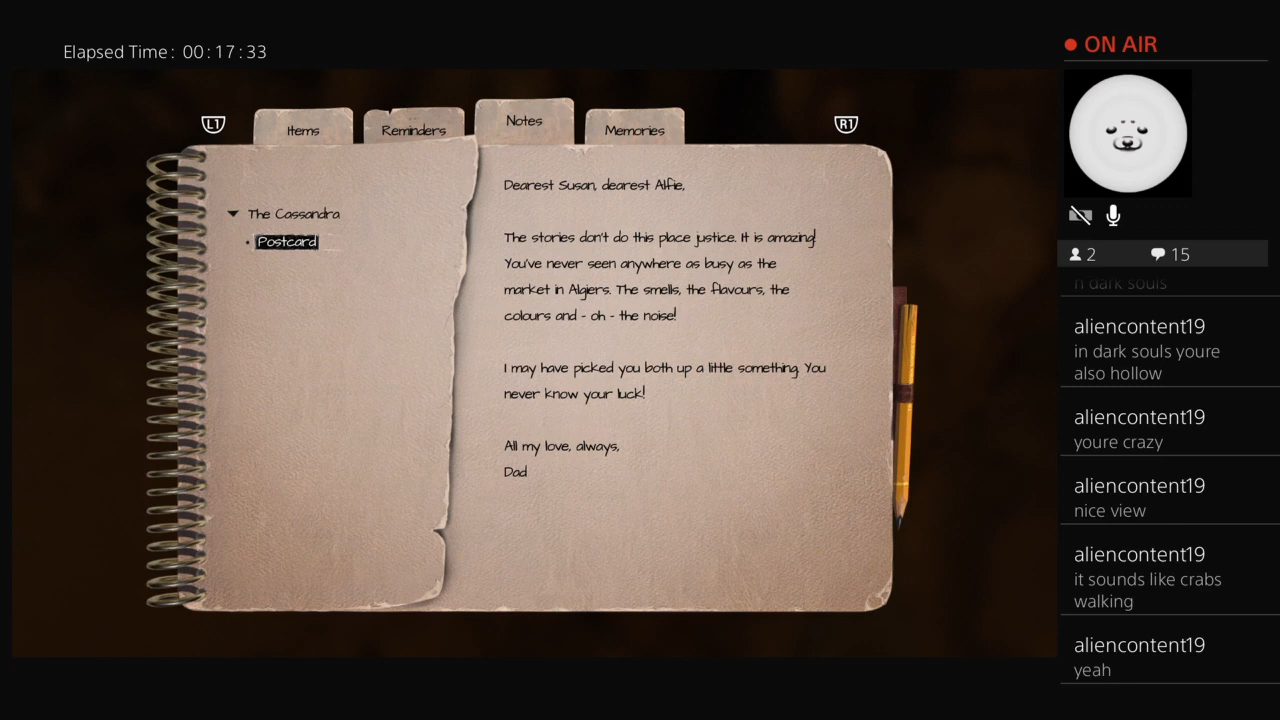 Elapsed Time: 00:17:33
ON AIR
L1
Items
Reminders
Notes
Memories
R1
The Cassandra
Postcard
Dearest Susan, dearest Alfie,
The stories don't do this place justice. It is amazing!
You've never seen anywhere as busy as the
market in Algiers. The smells, the flavours, the
colours and - oh - the noise!
I may have picked you both up a little something. You
never know your luck!
All my love, always,
Dad
2
15
n dark souls
aliencontent19
in dark souls youre
also hollow
aliencontent19
youre crazy
aliencontent19
nice view
aliencontent19
it sounds like crabs
walking
aliencontent19
yeah